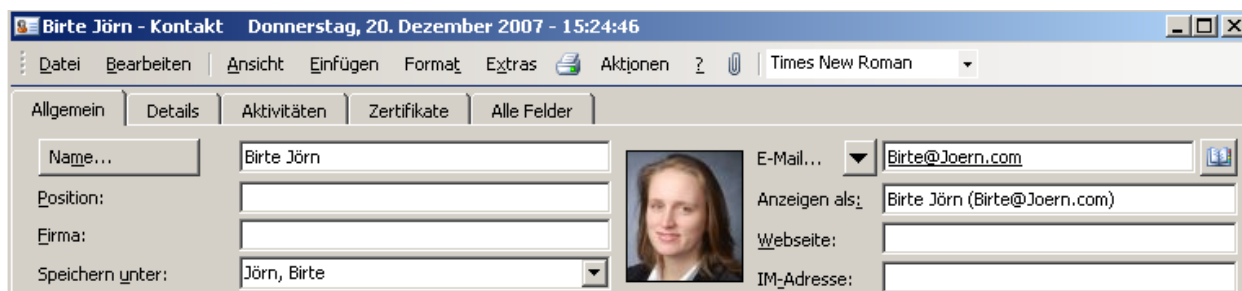 Birte Jörn - Kontakt Donnerstag, 20. Dezember 2007 - 15:24:46
Datei Bearbeiten Ansicht Einfügen Format Extras Aktionen ? Times New Roman
Allgemein Details Aktivitäten Zertifikate Alle Felder
Name... Birte Jörn E-Mail... Birte@Joern.com
Position: Anzeigen als: Birte Jörn (Birte@Joern.com)
Firma: Webseite:
Speichern unter: Jörn, Birte IM-Adresse: